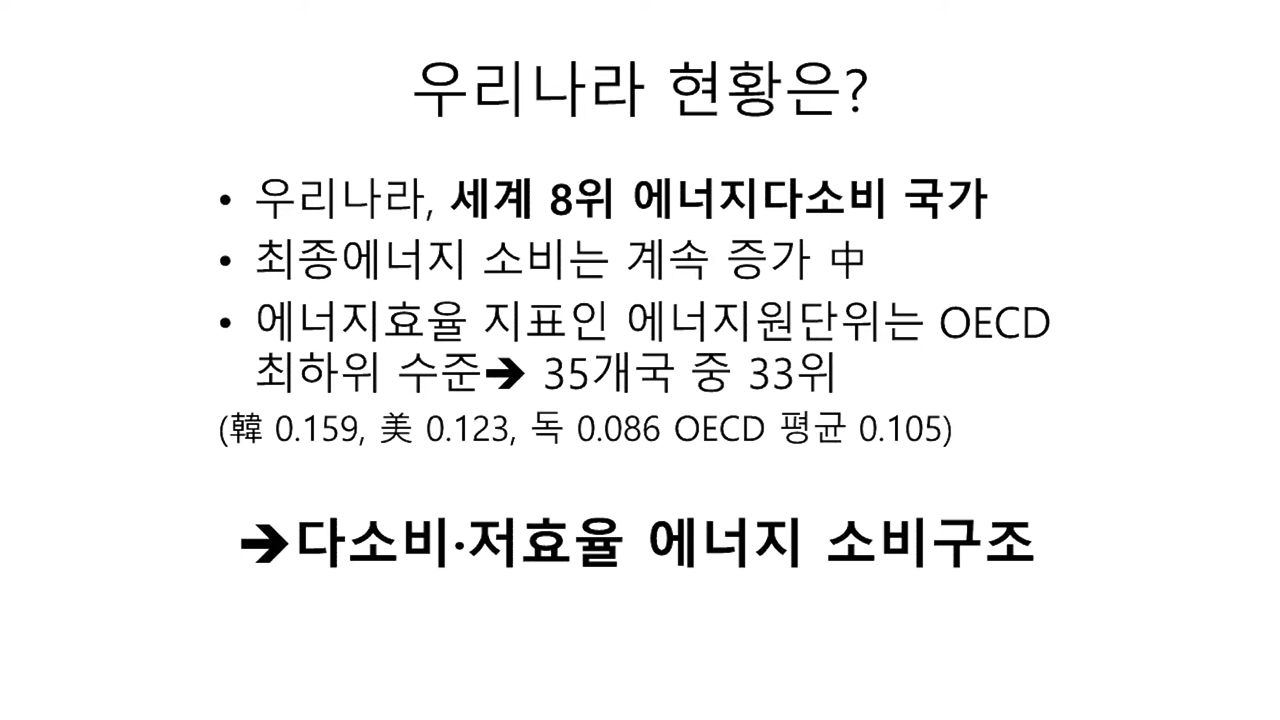 우리나라 현황은?
• 우리나라, 세계 8위 에너지다소비 국가
• 최종에너지 소비는 계속 증가 中
• 에너지효율 지표인 에너지원단위는 OECD
최하위 수준➔ 35개국 중 33위
(韓 0.159, 美 0.123, 독 0.086 OECD 평균 0.105)
➔다소비·저효율 에너지 소비구조